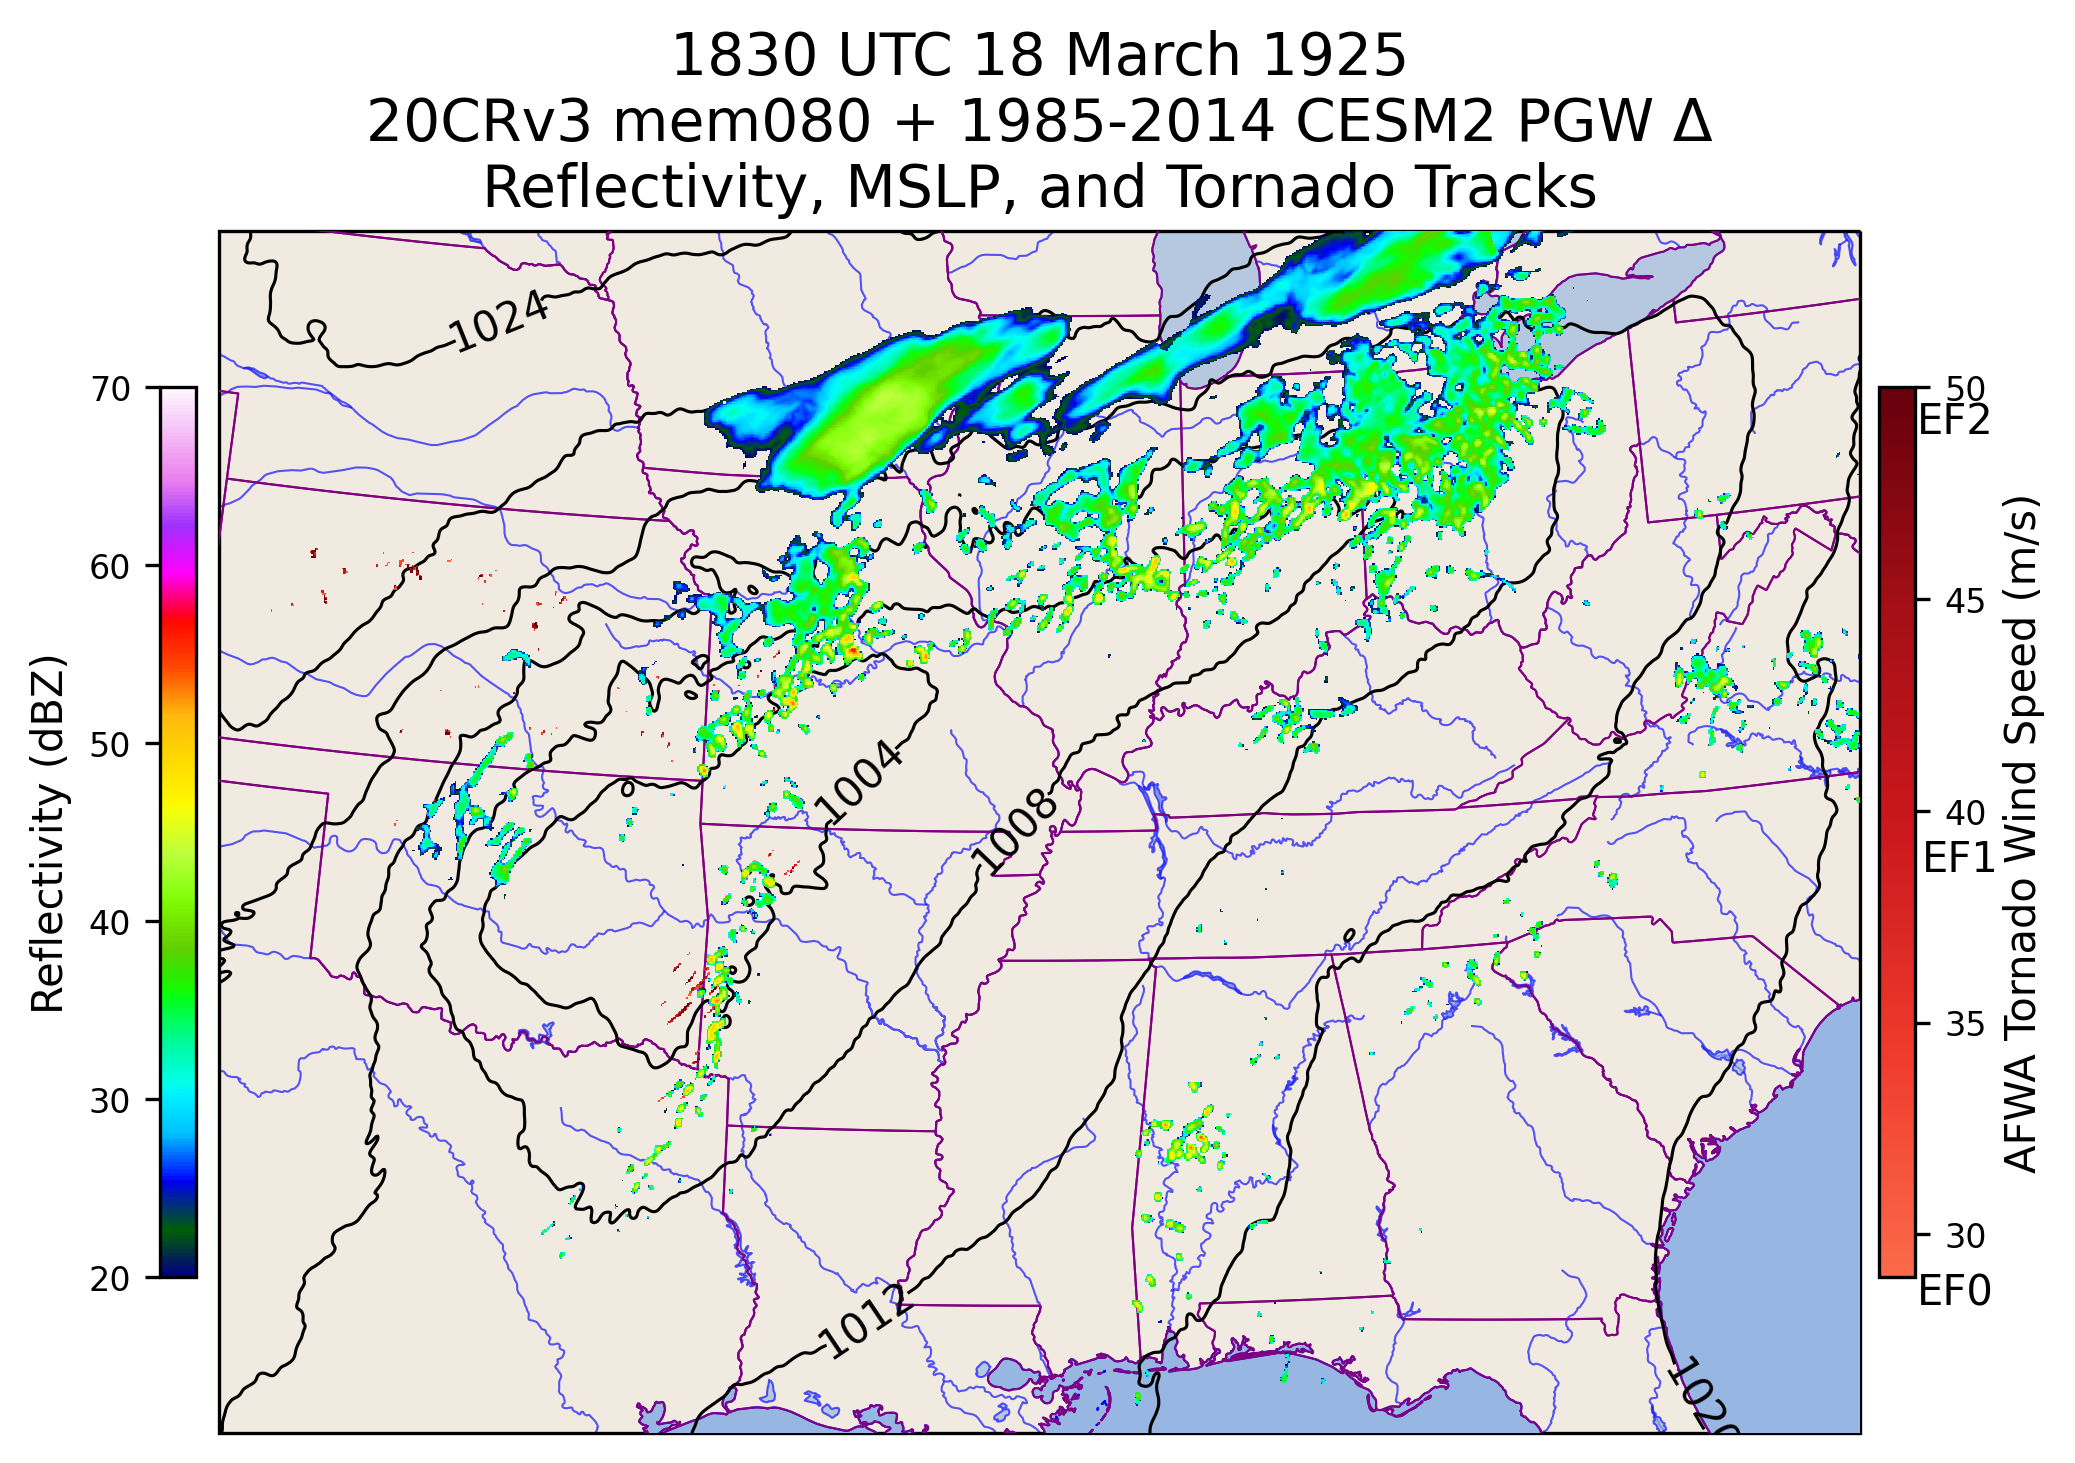 1830 UTC 18 March 1925
20CRv3 mem080 + 1985-2014 CESM2 PGW Δ
Reflectivity, MSLP, and Tornado Tracks
1024
1004
1008
1012
1020
Reflectivity (dBZ)
70
60
50
40
30
20
50
EF2
45
40
EF1
35
30
EF0
AFWA Tornado Wind Speed (m/s)